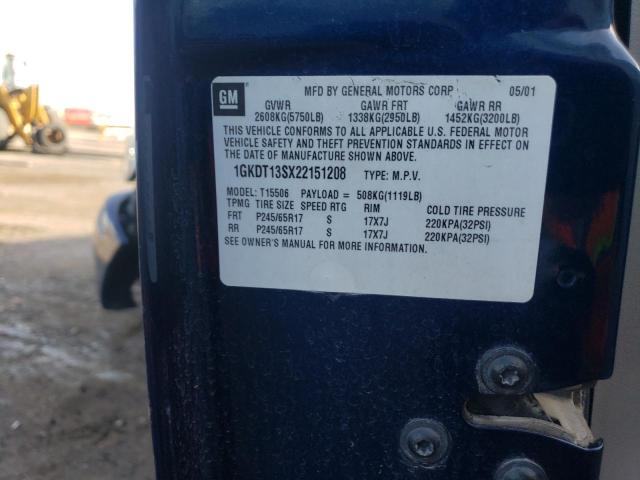 GM
MFD BY GENERAL MOTORS CORP 05/01
GVWR GAWR FRT GAWR RR
2608KG(5750LB) 1338KG(2950LB) 1452KG(3200LB)
THIS VEHICLE CONFORMS TO ALL APPLICABLE U.S. FEDERAL MOTOR
VEHICLE SAFETY AND THEFT PREVENTION STANDARDS IN EFFECT ON
THE DATE OF MANUFACTURE SHOWN ABOVE.
1GKDT13SX22151208 TYPE: M.P.V.
MODEL: T15506 PAYLOAD = 508KG(1119LB)
TPMG TIRE SIZE SPEED RTG RIM COLD TIRE PRESSURE
FRT P245/65R17 S 17X7J 220KPA(32PSI)
RR P245/65R17 S 17X7J 220KPA(32PSI)
SEE OWNER'S MANUAL FOR MORE INFORMATION.